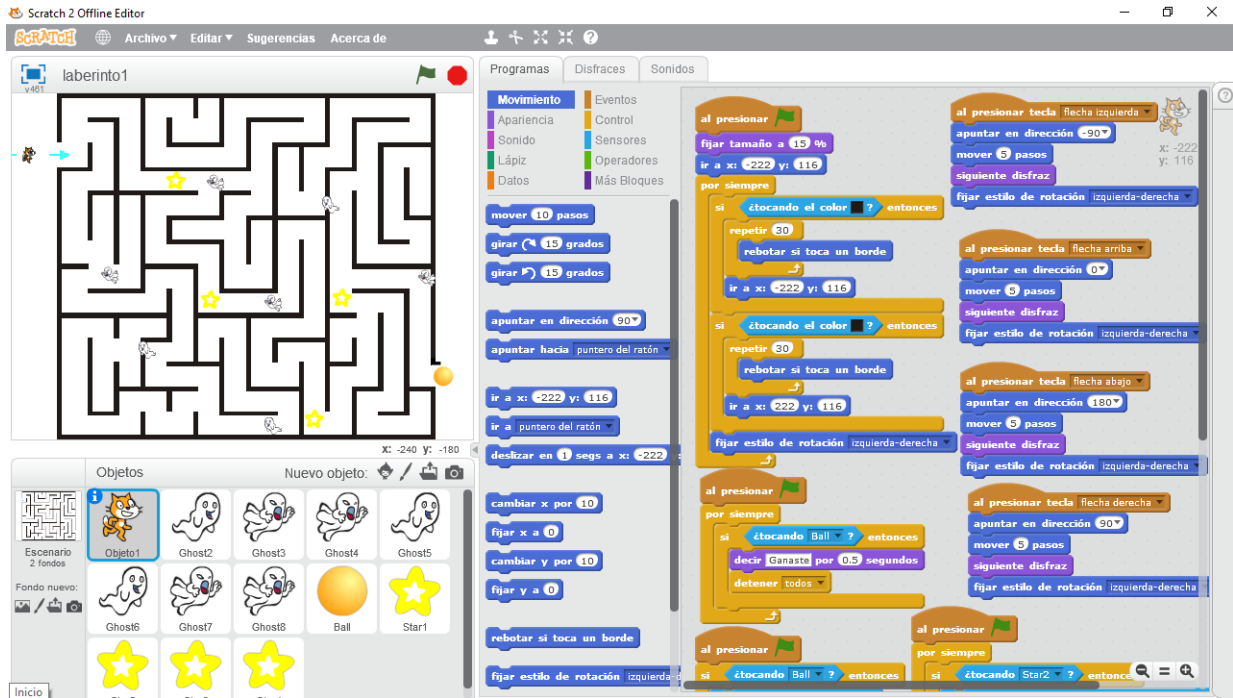 Scratch 2 Offline Editor
SCRATCH Archivo Editar Sugerencias Acerca de
laberinto1
v461
X: -240 Y: -180
Programas Disfraces Sonidos
Movimiento Eventos
Apariencia Control
Sonido Sensores
Lápiz Operadores
Datos Más Bloques
mover 10 pasos
girar 15 grados
girar 15 grados
apuntar en dirección 90
apuntar hacia puntero del ratón
ir a x: -222 y: 116
ir a puntero del ratón
deslizar en 1 segs a x: -222
cambiar x por 10
fijar x a 0
cambiar y por 10
fijar y a 0
rebotar si toca un borde
fijar estilo de rotación izquierda-d
al presionar
fijar tamaño a 15 %
ir a x: -222 y: 116
por siempre
si ¿tocando el color ? entonces
repetir 30
rebotar si toca un borde
ir a x: -222 y: 116
si ¿tocando el color ? entonces
repetir 30
rebotar si toca un borde
ir a x: 222 y: 116
fijar estilo de rotación izquierda-derecha
al presionar
por siempre
si ¿tocando Ball ? entonces
decir Ganaste por 0.5 segundos
detener todos
al presionar
si ¿tocando Ball ? entonces
al presionar tecla flecha izquierda
apuntar en dirección -90
mover 5 pasos
siguiente disfraz
fijar estilo de rotación izquierda-derecha
x: -222
y: 116
al presionar tecla flecha arriba
apuntar en dirección 0
mover 5 pasos
siguiente disfraz
fijar estilo de rotación izquierda-derecha
al presionar tecla flecha abajo
apuntar en dirección 180
mover 5 pasos
siguiente disfraz
fijar estilo de rotación izquierda-derecha
al presionar tecla flecha derecha
apuntar en dirección 90
mover 5 pasos
siguiente disfraz
fijar estilo de rotación izquierda-derecha
al presionar
por siempre
si ¿tocando Star2 ? entonc
Objetos Nuevo objeto:
Escenario
2 fondos
Fondo nuevo:
Objeto1 Ghost2 Ghost3 Ghost4 Ghost5
Ghost6 Ghost7 Ghost8 Ball Star1
Inicio